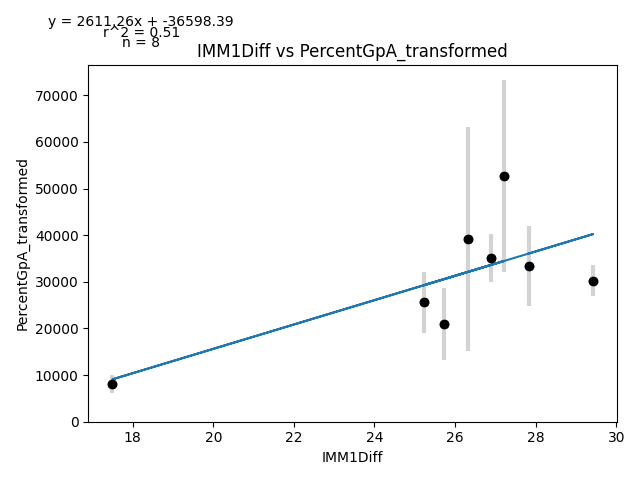 y = 2611.26x + -36598.39
r^2 = 0.51
n = 8
IMM1Diff vs PercentGpA_transformed
70000
60000
50000
40000
30000
20000
10000
0
PercentGpA_transformed
18 20 22 24 26 28 30
IMM1Diff